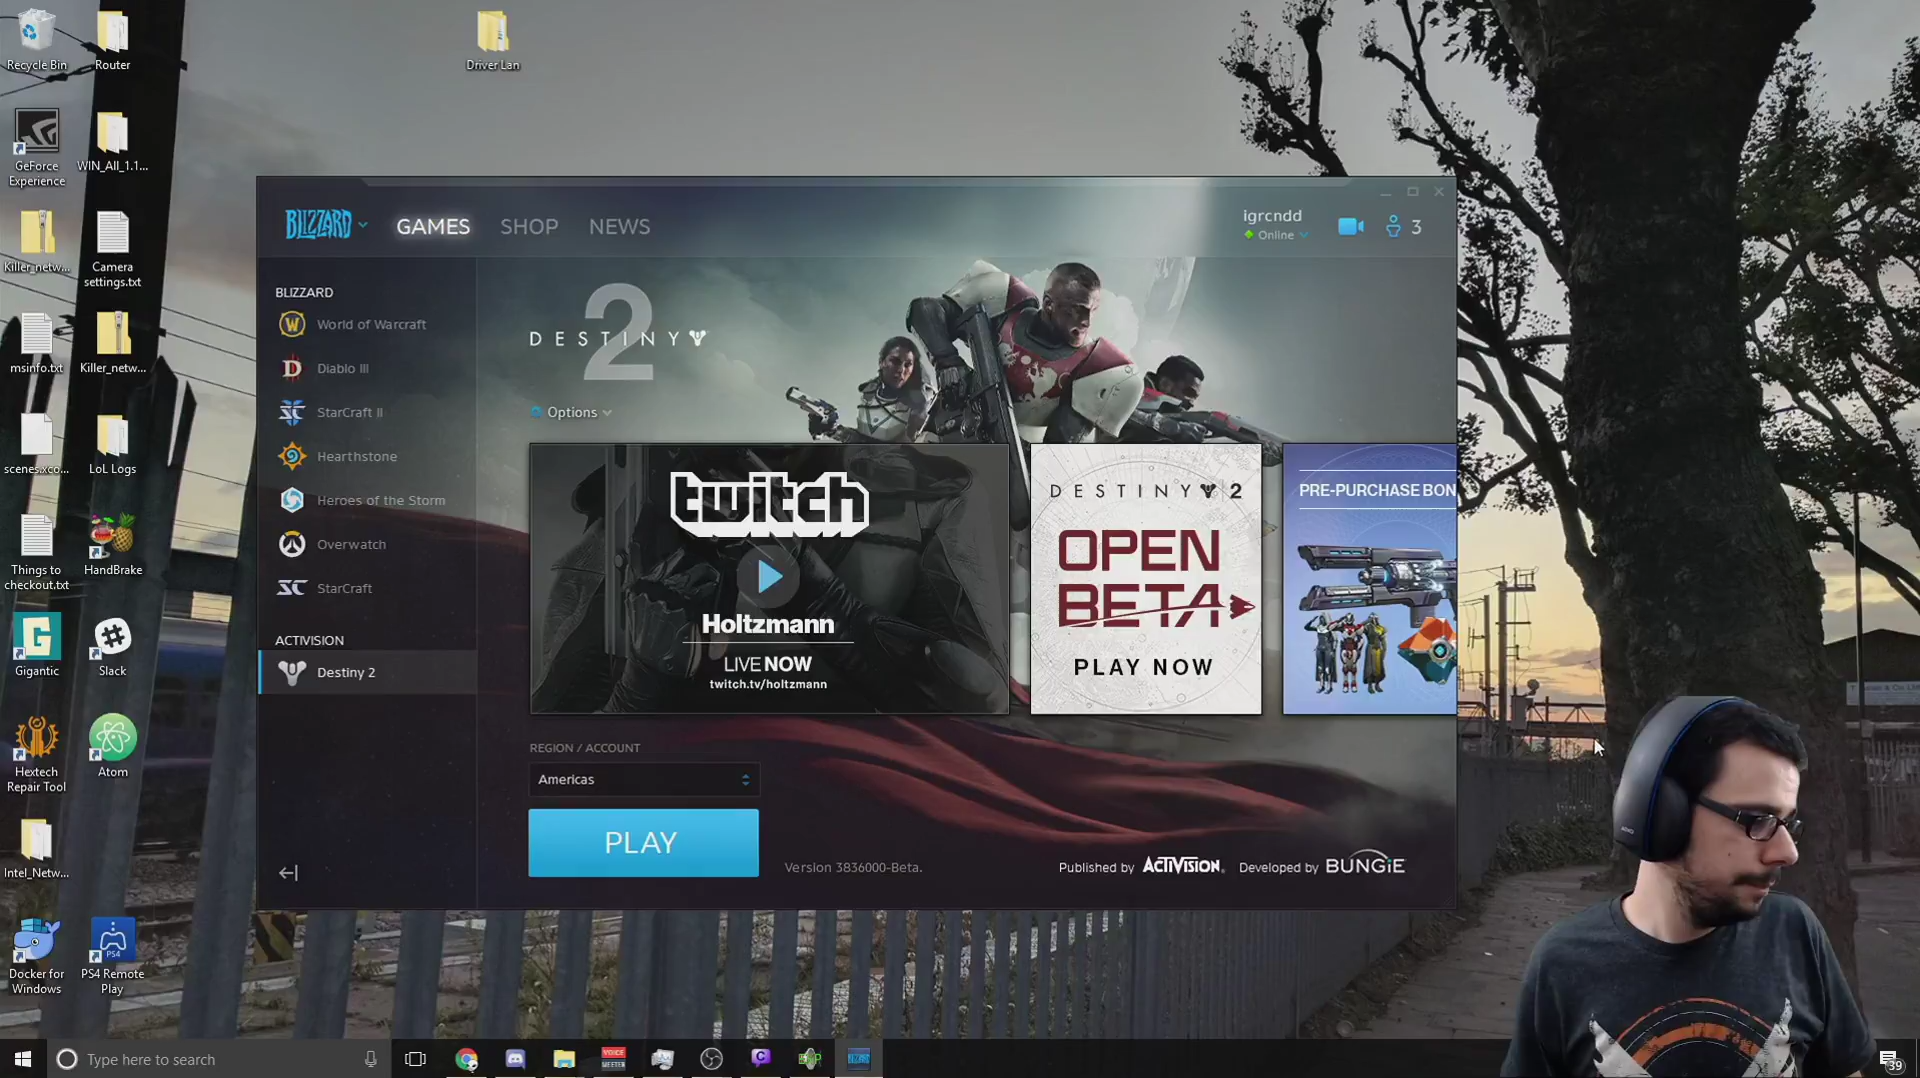 Recycle Bin
Router
Driver Lan
GeForce
Experience
WIN_All_1.1...
Killer_netw...
Camera
settings.txt
msinfo.txt
Killer_netw...
scenes.xco...
LoL Logs
Things to
checkout.txt
HandBrake
Gigantic
Slack
Hextech
Repair Tool
Atom
Intel_Netw...
Docker for
Windows
PS4
PS4 Remote
Play
BLIZZARD
GAMES
SHOP
NEWS
igrcndd
Online
3
BLIZZARD
World of Warcraft
Diablo III
StarCraft II
Hearthstone
Heroes of the Storm
Overwatch
StarCraft
ACTIVISION
Destiny 2
DESTINY 2
Options
twitch
Holtzmann
LIVE NOW
twitch.tv/holtzmann
DESTINY 2
OPEN
BETA
PLAY NOW
PRE-PURCHASE BON
REGION / ACCOUNT
Americas
PLAY
Version 3836000-Beta.
Published by ACTIVISION. Developed by BUNGiE
Type here to search
VOICE
MEETER
BLIZZARD
39